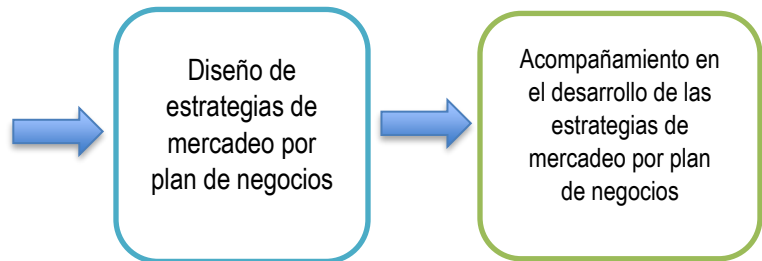 Diseño de
estrategias de
mercadeo por
plan de negocios
Acompañamiento en
el desarrollo de las
estrategias de
mercadeo por plan
de negocios